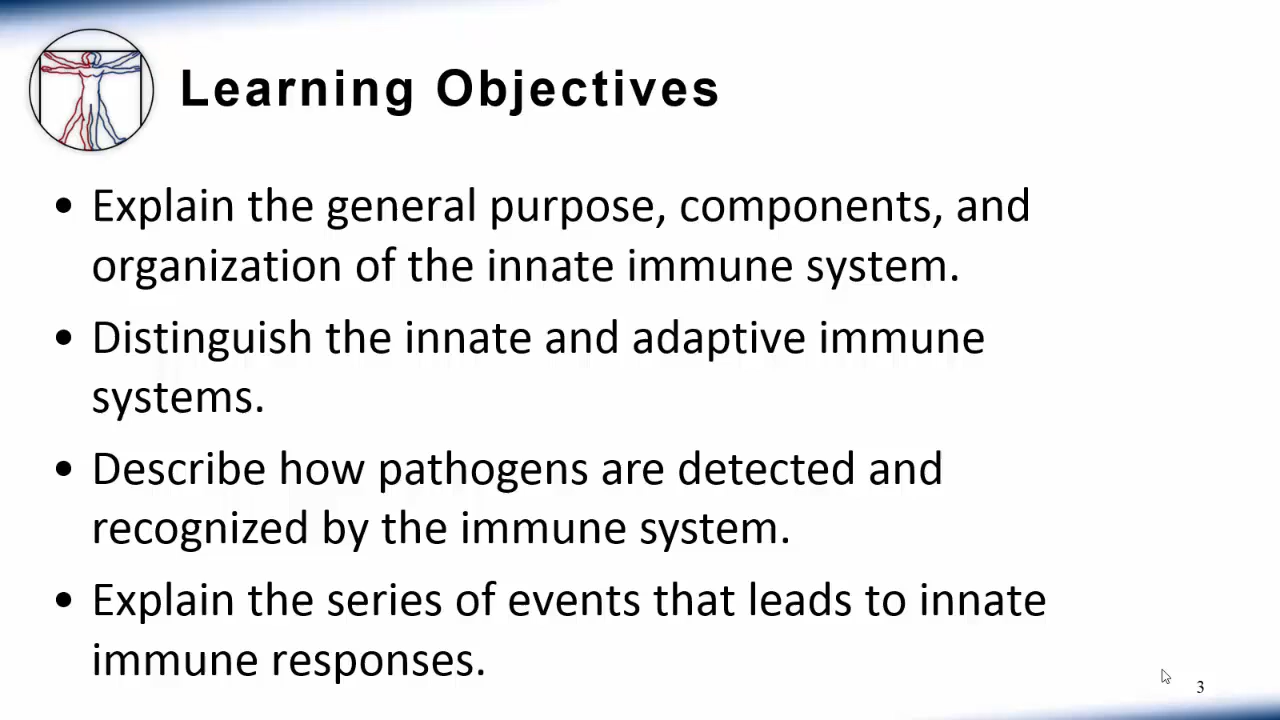 Learning Objectives
• Explain the general purpose, components, and
organization of the innate immune system.
• Distinguish the innate and adaptive immune
systems.
• Describe how pathogens are detected and
recognized by the immune system.
• Explain the series of events that leads to innate
immune responses.
3